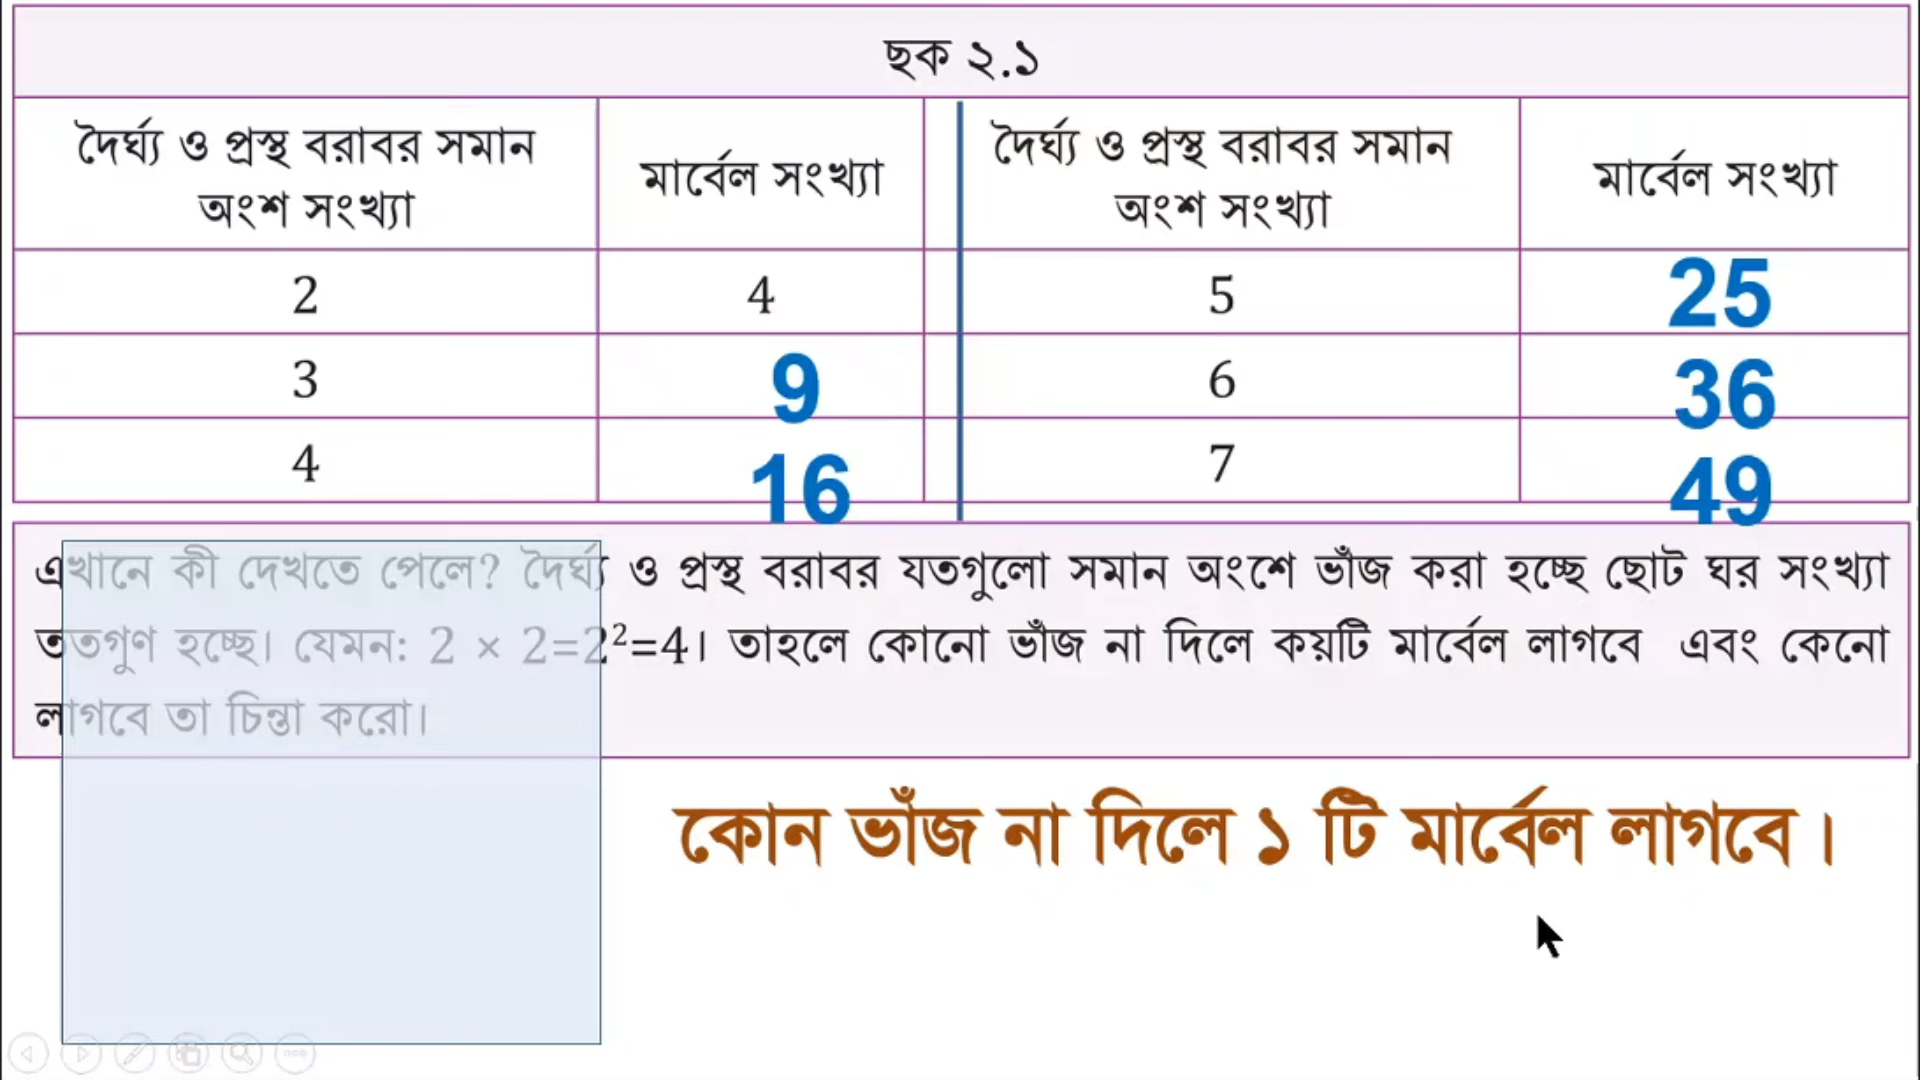 ছক ২.১
দৈর্ঘ্য ও প্রস্থ বরাবর সমান অংশ সংখ্যা মার্বেল সংখ্যা দৈর্ঘ্য ও প্রস্থ বরাবর সমান অংশ সংখ্যা মার্বেল সংখ্যা
2 4 5 25
3 9 6 36
4 16 7 49
এখানে কী দেখতে পেলে? দৈর্ঘ্য ও প্রস্থ বরাবর যতগুলো সমান অংশে ভাঁজ করা হচ্ছে ছোট ঘর সংখ্যা
ততগুণ হচ্ছে। যেমন: 2 × 2=2²=4। তাহলে কোনো ভাঁজ না দিলে কয়টি মার্বেল লাগবে এবং কেনো
লাগবে তা চিন্তা করো।
কোন ভাঁজ না দিলে ১ টি মার্বেল লাগবে।